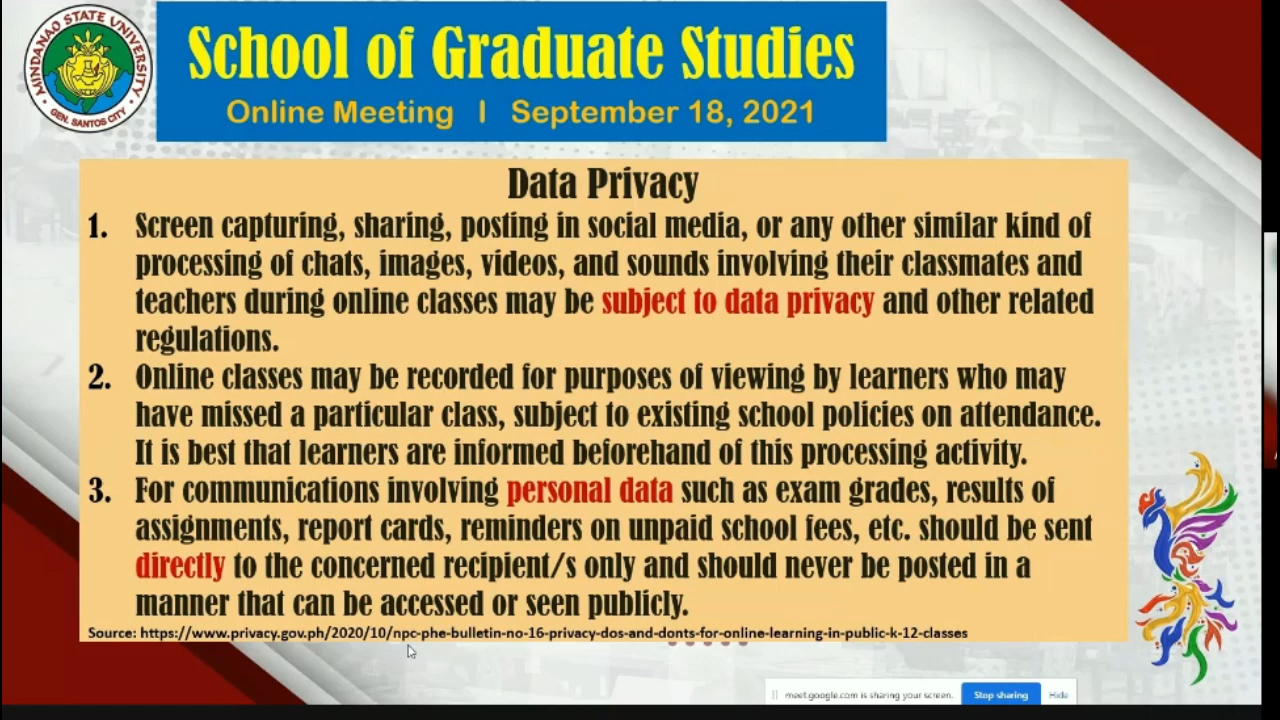 MINDANAO STATE UNIVERSITY
GEN. SANTOS CITY
School of Graduate Studies
Online Meeting | September 18, 2021
Data Privacy
1. Screen capturing, sharing, posting in social media, or any other similar kind of
processing of chats, images, videos, and sounds involving their classmates and
teachers during online classes may be subject to data privacy and other related
regulations.
2. Online classes may be recorded for purposes of viewing by learners who may
have missed a particular class, subject to existing school policies on attendance.
It is best that learners are informed beforehand of this processing activity.
3. For communications involving personal data such as exam grades, results of
assignments, report cards, reminders on unpaid school fees, etc. should be sent
directly to the concerned recipient/s only and should never be posted in a
manner that can be accessed or seen publicly.
Source: https://www.privacy.gov.ph/2020/10/npc-phe-bulletin-no-16-privacy-dos-and-donts-for-online-learning-in-public-k-12-classes
meet.google.com is sharing your screen. Stop sharing Hide